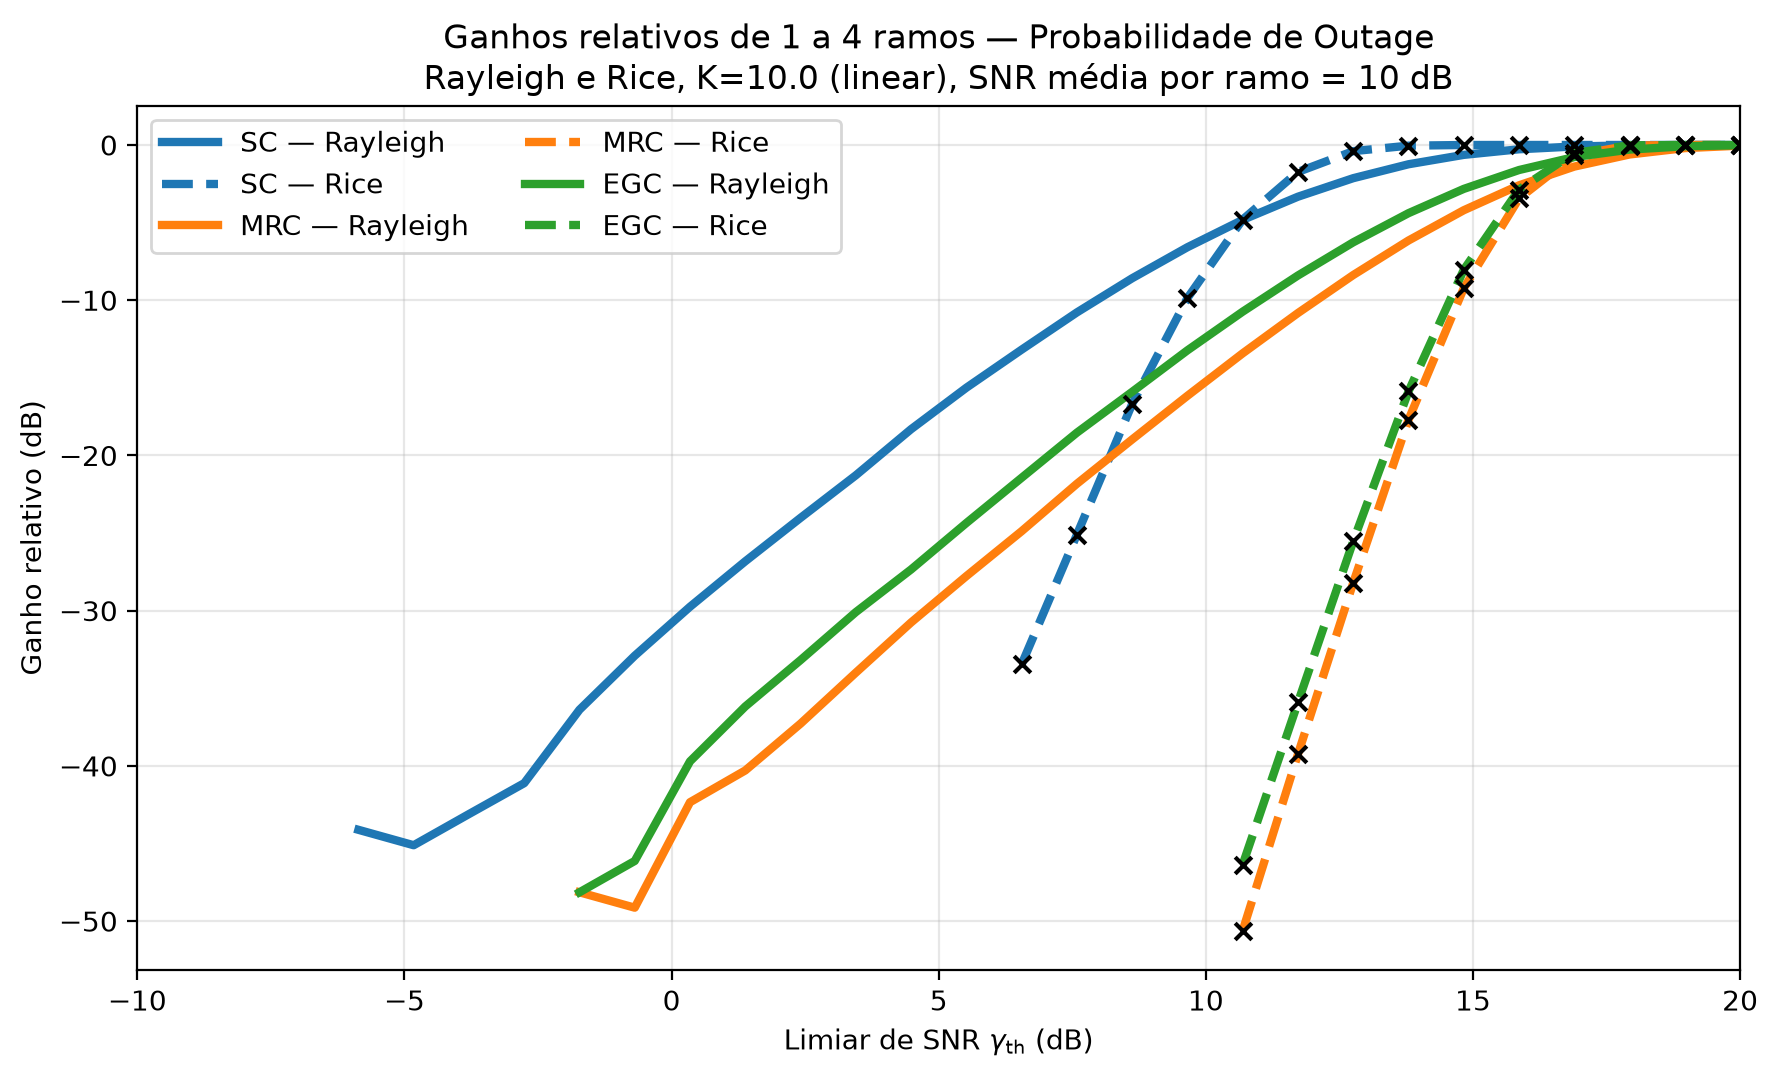 Ganhos relativos de 1 a 4 ramos — Probabilidade de Outage
Rayleigh e Rice, K=10.0 (linear), SNR média por ramo = 10 dB
SC — Rayleigh
SC — Rice
MRC — Rayleigh
MRC — Rice
EGC — Rayleigh
EGC — Rice
Ganho relativo (dB)
0
−10
−20
−30
−40
−50
−10
−5
0
5
10
15
20
Limiar de SNR γth (dB)